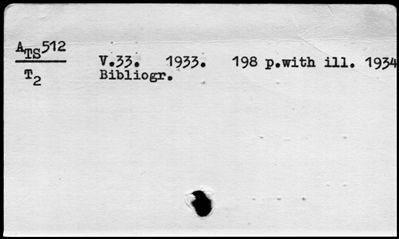 ATS512
T2
V.33. 1933. 198 p.with ill. 1934
Bibliogr.